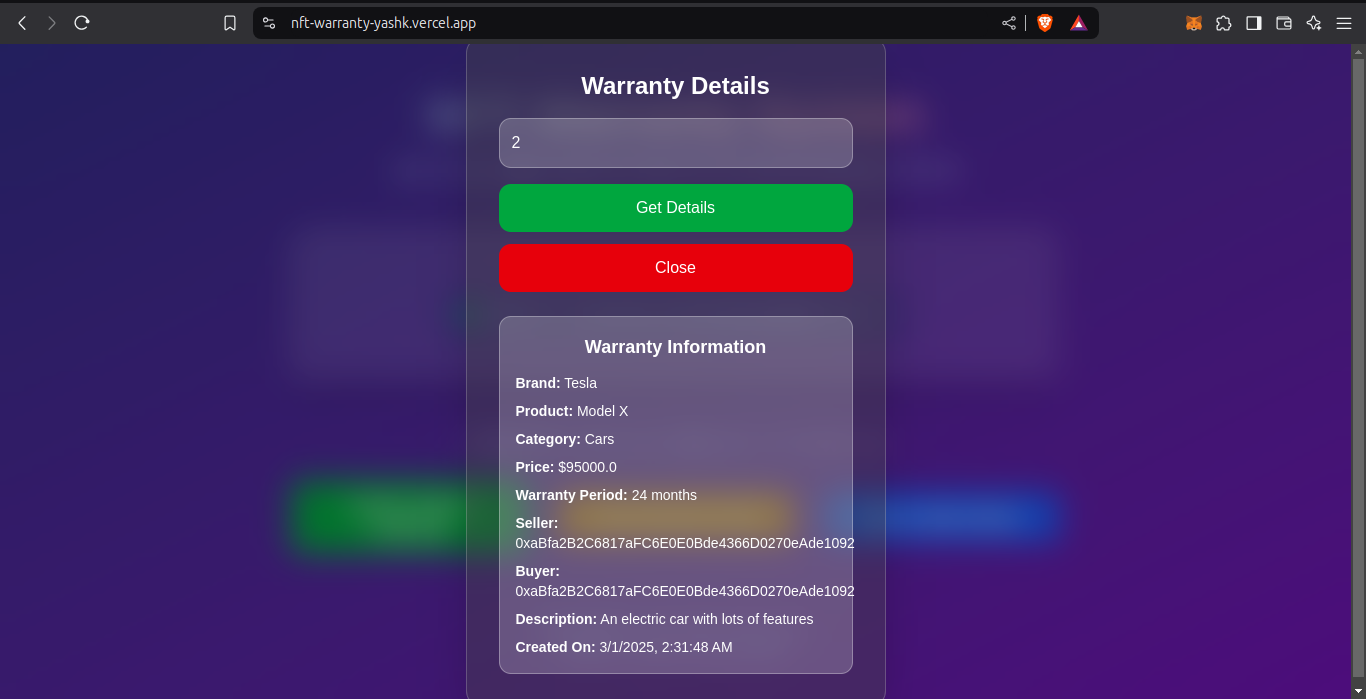 nft-warranty-yashk.vercel.app
Warranty Details
2
Get Details
Close
Warranty Information
Brand: Tesla
Product: Model X
Category: Cars
Price: $95000.0
Warranty Period: 24 months
Seller:
0xaBfa2B2C6817aFC6E0E0Bde4366D0270eAde1092
Buyer:
0xaBfa2B2C6817aFC6E0E0Bde4366D0270eAde1092
Description: An electric car with lots of features
Created On: 3/1/2025, 2:31:48 AM